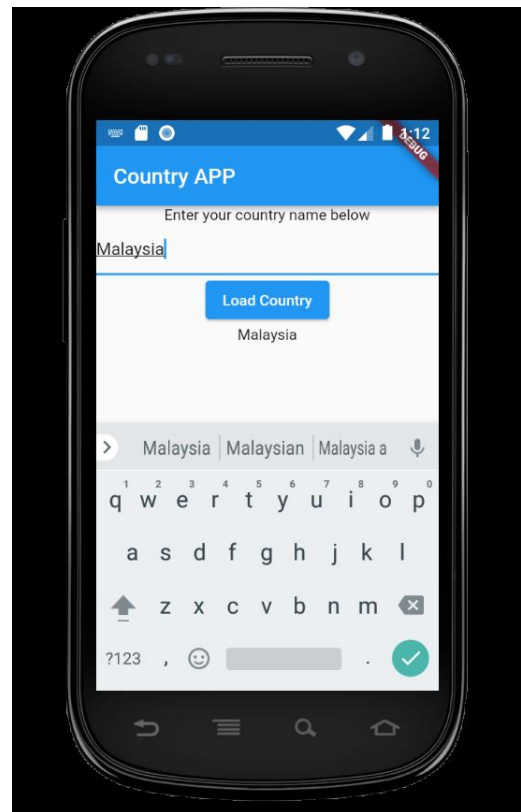 1:12
DEBUG
Country APP
Enter your country name below
Malaysia
Load Country
Malaysia
Malaysia Malaysian Malaysia a
1 2 3 4 5 6 7 8 9 0
q w e r t y u i o p
a s d f g h j k l
z x c v b n m
?123 , .